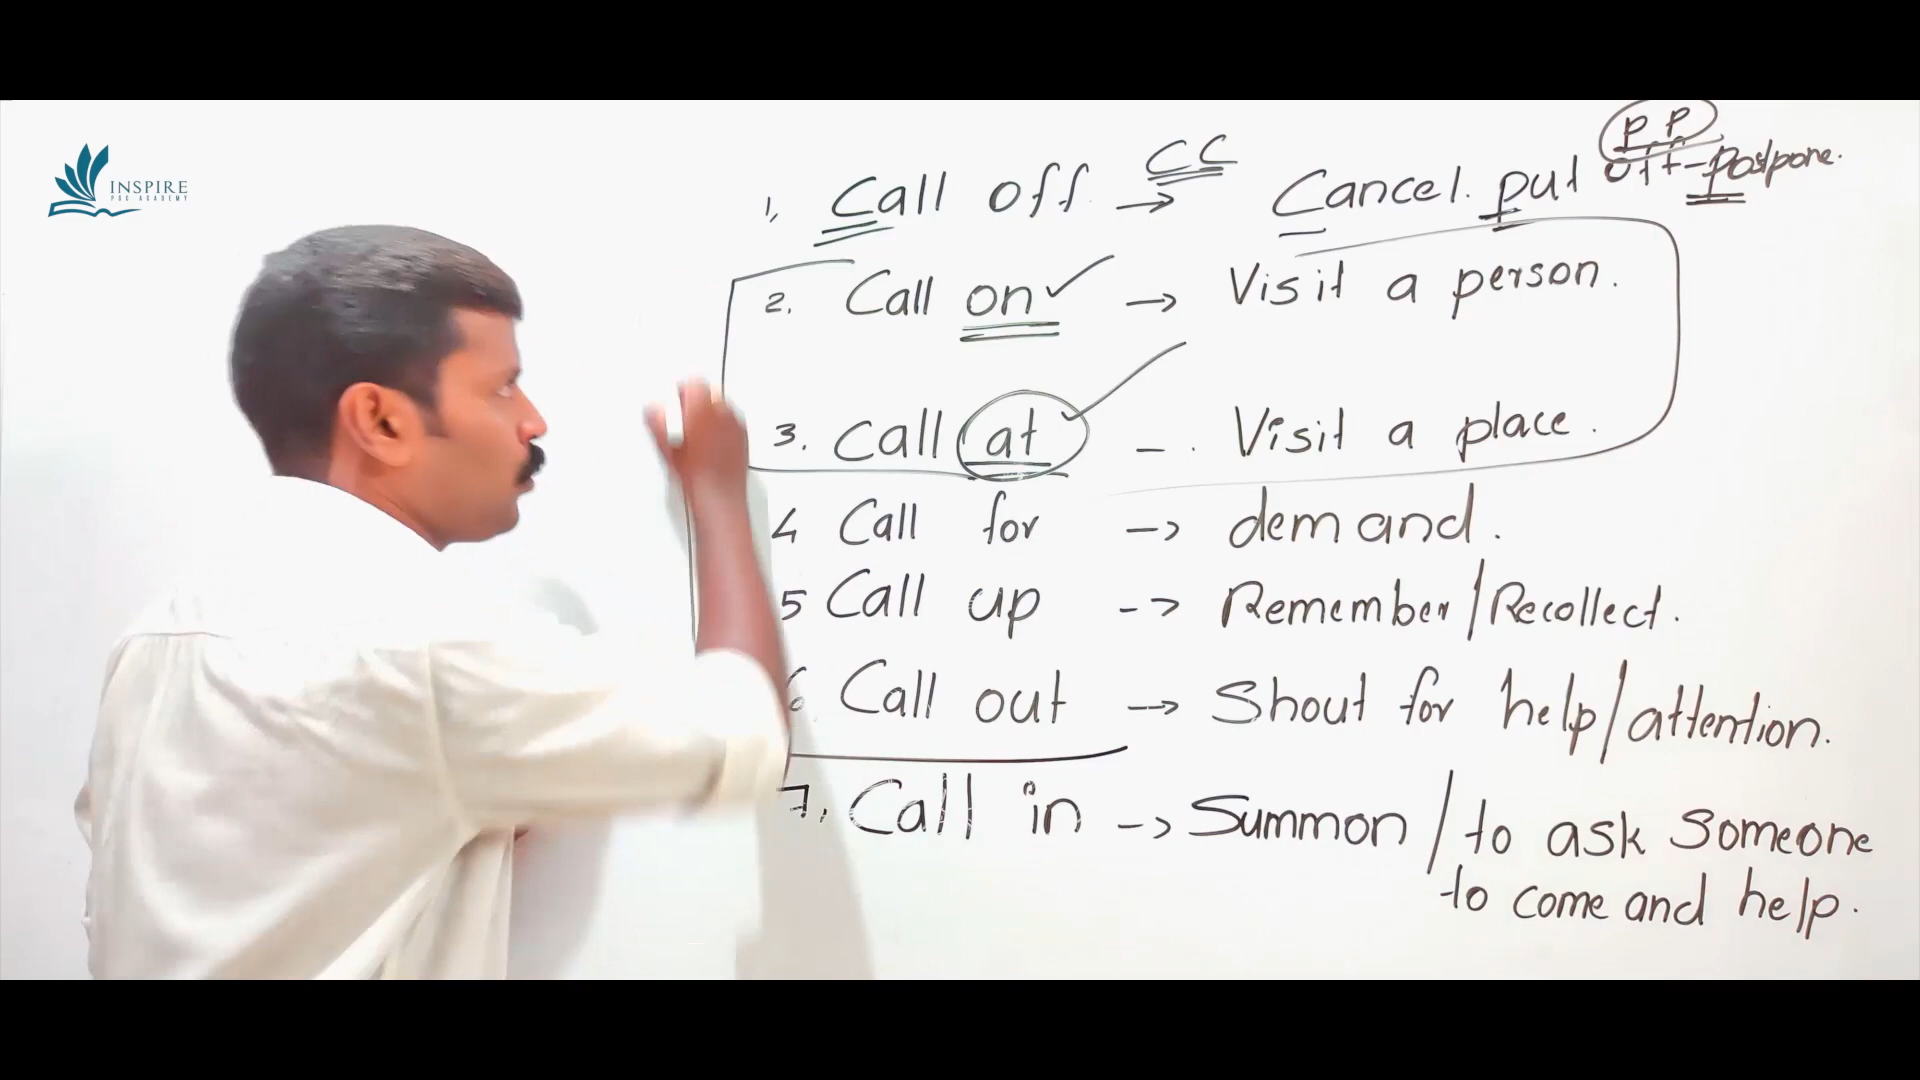 INSPIRE
PSC ACADEMY
CC
P P
1, Call off → Cancel. put off - postpone.
2. Call on ✓ → Visit a person.
3. Call at - . Visit a place.
4 Call for -> demand.
5 Call up -> Remember/Recollect.
6. Call out -> Shout for help/attention.
7. Call in -> Summon / to ask someone
to come and help.